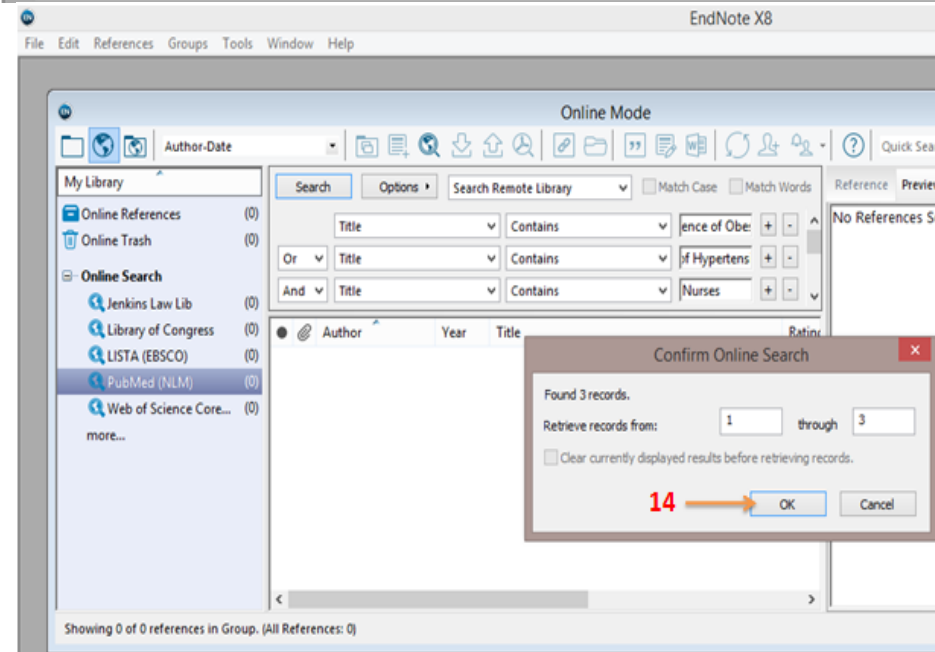 EndNote X8
File Edit References Groups Tools Window Help
Online Mode
Author-Date
Quick Sea
My Library
Online References (0)
Online Trash (0)
Online Search
Jenkins Law Lib (0)
Library of Congress (0)
LISTA (EBSCO) (0)
PubMed (NLM) (0)
Web of Science Core... (0)
more...
Search Options Search Remote Library Match Case Match Words
Title Contains ence of Obe + -
Or Title Contains of Hypertens + -
And Title Contains Nurses + -
Author Year Title Rating
Reference Preview
No References S
Confirm Online Search
Found 3 records.
Retrieve records from: 1 through 3
Clear currently displayed results before retrieving records.
14 OK Cancel
Showing 0 of 0 references in Group. (All References: 0)